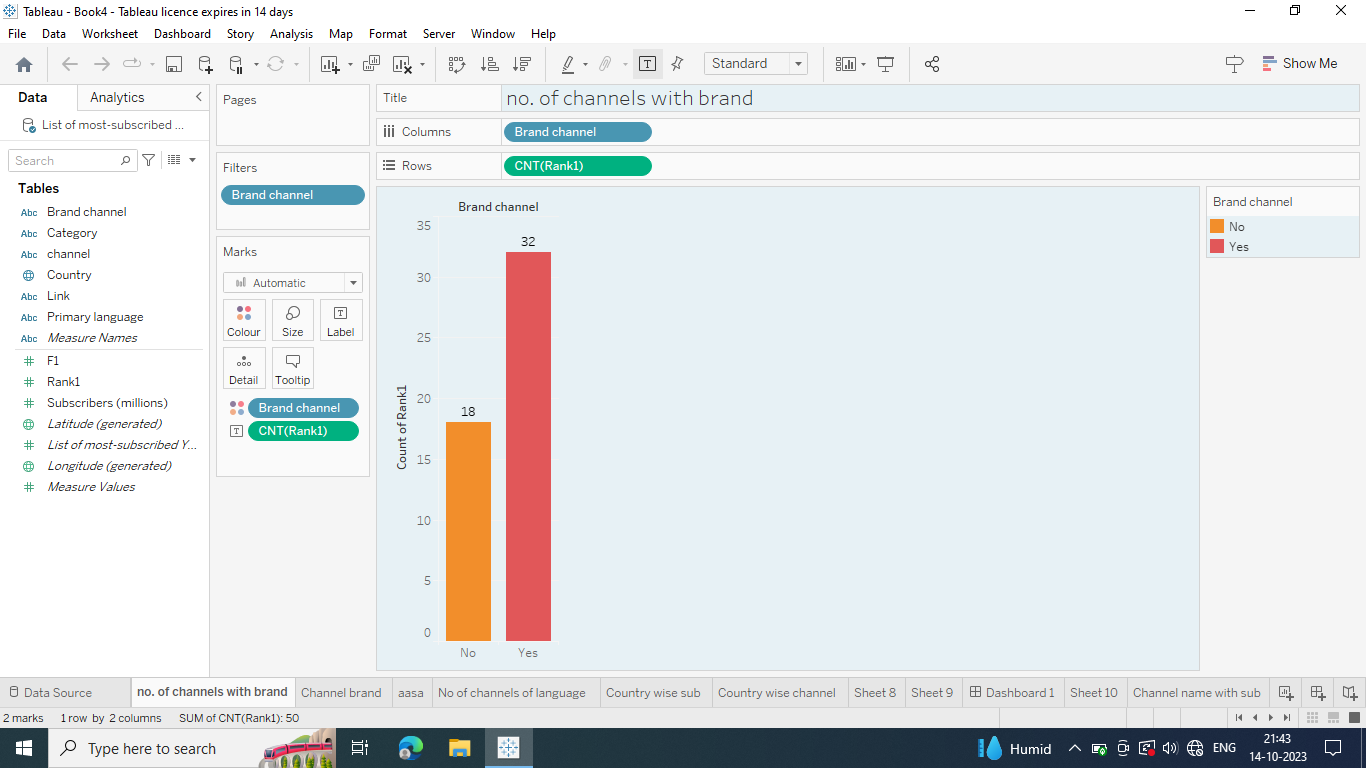 Tableau - Book4 - Tableau licence expires in 14 days
File Data Worksheet Dashboard Story Analysis Map Format Server Window Help
Standard
Show Me
Data Analytics
List of most-subscribed ...
Search
Tables
Abc Brand channel
Abc Category
Abc channel
Country
Abc Link
Abc Primary language
Abc Measure Names
F1
Rank1
Subscribers (millions)
Latitude (generated)
List of most-subscribed Y...
Longitude (generated)
Measure Values
Pages
Filters
Brand channel
Marks
Automatic
Colour Size Label
Detail Tooltip
Brand channel
CNT(Rank1)
Title no. of channels with brand
Columns Brand channel
Rows CNT(Rank1)
Brand channel
35
30
25
20
15
10
5
0
Count of Rank1
18
32
No Yes
Brand channel
No
Yes
Data Source no. of channels with brand Channel brand aasa No of channels of language Country wise sub Country wise channel Sheet 8 Sheet 9 Dashboard 1 Sheet 10 Channel name with sub
2 marks 1 row by 2 columns SUM of CNT(Rank1): 50
Type here to search
Humid
ENG
21:43
14-10-2023